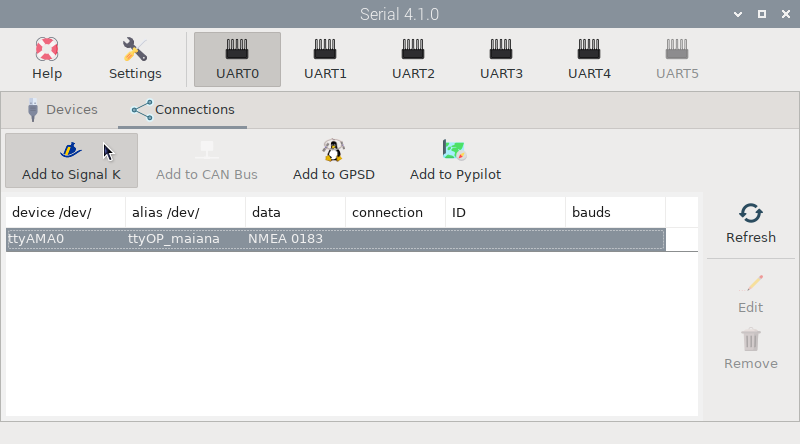 Serial 4.1.0
Help Settings UART0 UART1 UART2 UART3 UART4 UART5
Devices Connections
Add to Signal K Add to CAN Bus Add to GPSD Add to Pypilot
device /dev/ alias /dev/ data connection ID bauds
ttyAMA0 ttyOP_maiana NMEA 0183
Refresh
Edit
Remove